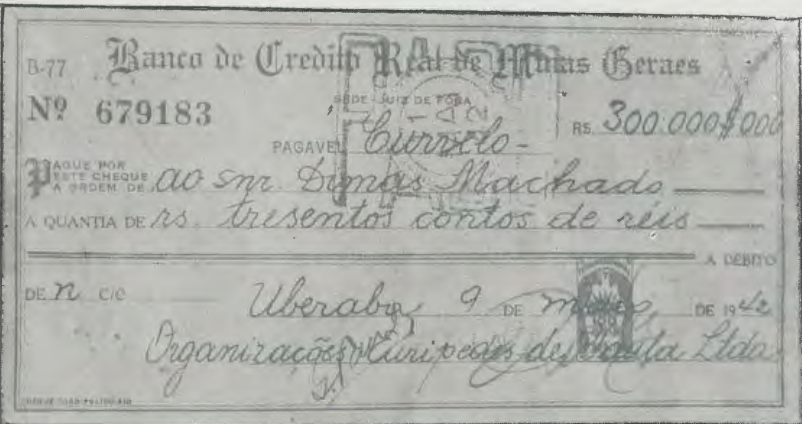 B-77 Banco de Credito Real de Minas Geraes
Nº 679183
SEDE - JUIZ DE FORA
PAGAVEL Curvelo - RS. 300.000$000
PAGUE POR ESTE CHEQUE A ORDEM DE ao Snr Dimas Machado
A QUANTIA DE rs. tresentos contos de réis
A DEBITO
DE n C/C Uberaba, 9 DE DE 1942
Organizações Euripedes de Ltda